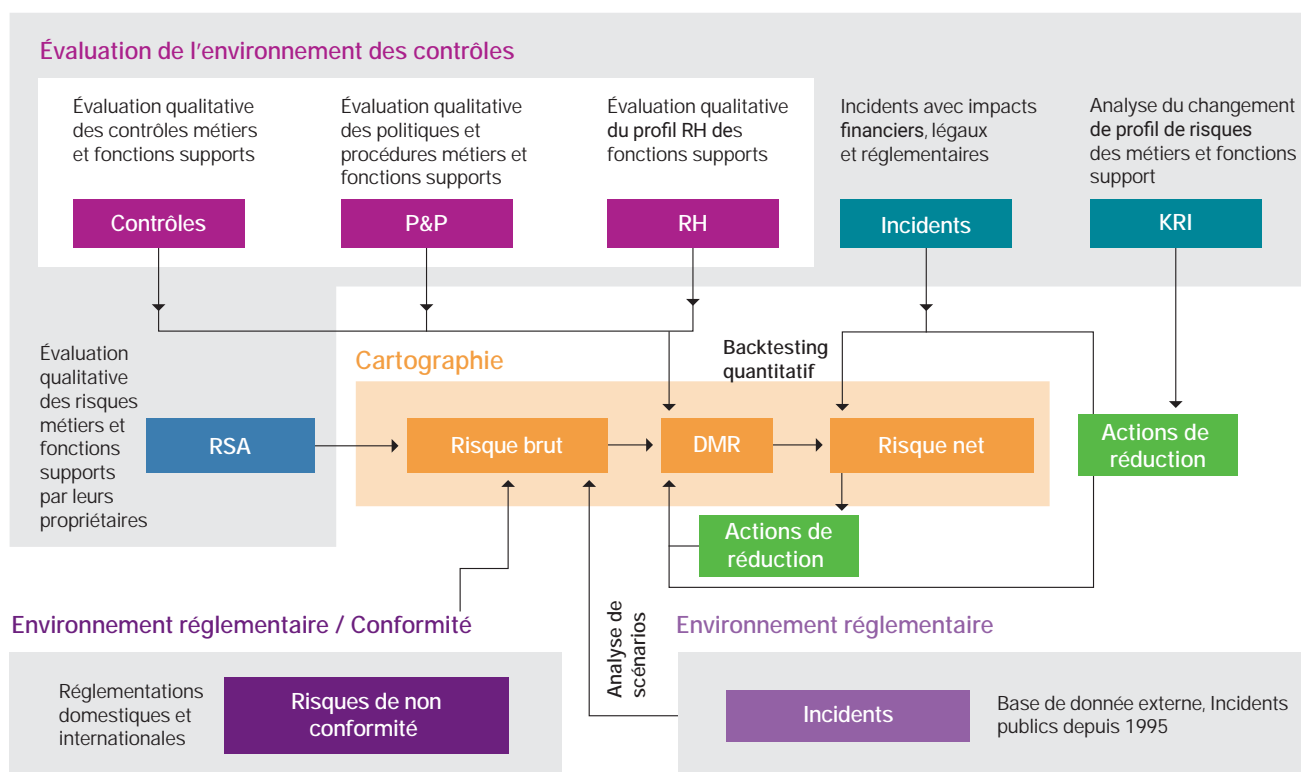 Évaluation de l'environnement des contrôles
Évaluation qualitative
des contrôles métiers
et fonctions supports
Contrôles
Évaluation qualitative
des politiques et
procédures métiers et
fonctions supports
P&P
Évaluation qualitative
du profil RH des
fonctions supports
RH
Incidents avec impacts
financiers, légaux
et réglementaires
Incidents
Analyse du changement
de profil de risques
des métiers et fonctions
support
KRI
Évaluation
qualitative
des risques
métiers et
fonctions
supports
par leurs
propriétaires
RSA
Cartographie
Backtesting
quantitatif
Risque brut
DMR
Risque net
Actions de
réduction
Actions de
réduction
Environnement réglementaire / Conformité
Réglementations
domestiques et
internationales
Risques de non
conformité
Analyse de
scénarios
Environnement réglementaire
Incidents
Base de donnée externe, Incidents
publics depuis 1995